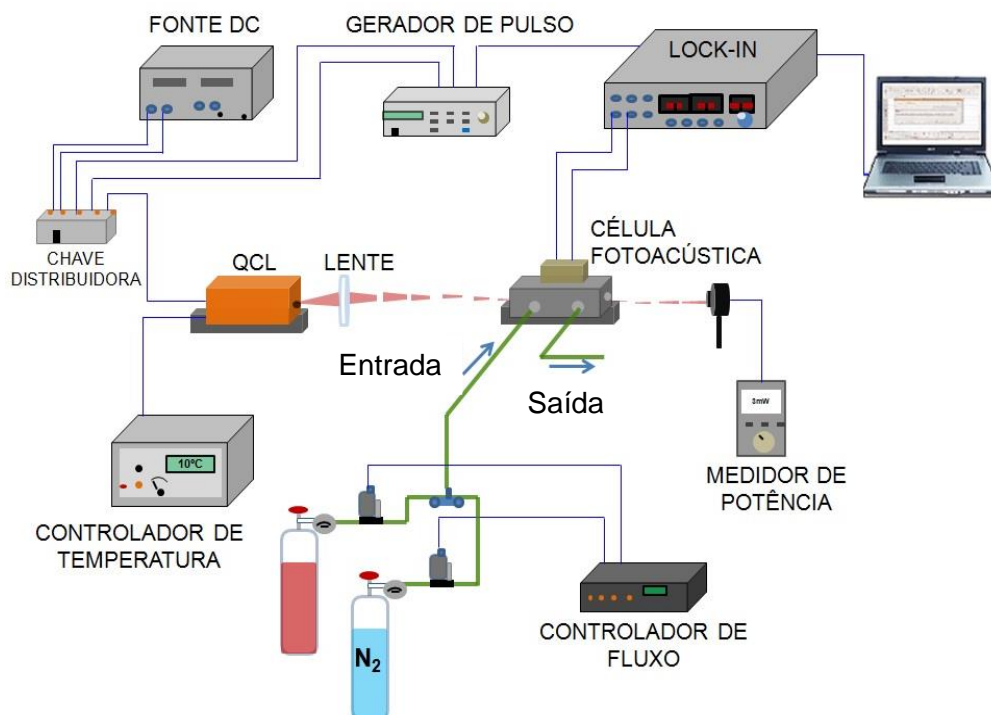 FONTE DC
GERADOR DE PULSO
LOCK-IN
CHAVE
DISTRIBUIDORA
QCL
LENTE
CÉLULA
FOTOACÚSTICA
Entrada
Saída
8mW
MEDIDOR DE
POTÊNCIA
10ºC
CONTROLADOR DE
TEMPERATURA
N2
CONTROLADOR DE
FLUXO